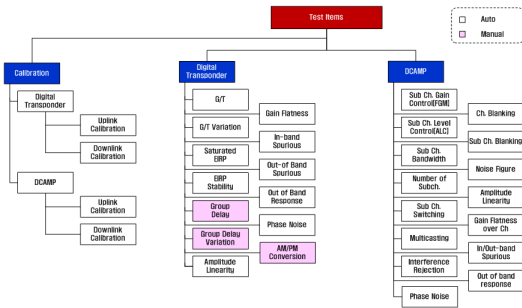 Test Items
Auto
Manual
Calibration
Digital
Transponder
Uplink
Calibration
Downlink
Calibration
DCAMP
Uplink
Calibration
Downlink
Calibration
Digital
Transponder
G/T
Gain Flatness
G/T Variation
In-band
Spurious
Saturated
EIRP
Out-of Band
Spurious
EIRP
Stability
Out of Band
Response
Group
Delay
Phase Noise
Group Delay
Variation
AM/PM
Conversion
Amplitude
Linearity
DCAMP
Sub Ch. Gain
Control(FGM)
Ch. Blanking
Sub Ch. Level
Control(ALC)
Sub Ch. Blanking
Sub Ch.
Bandwidth
Noise Figure
Number of
Subch.
Amplitude
Linearity
Sub Ch.
Switching
Gain Flatness
over Ch
Multicasting
In/Out-band
Spurious
Interference
Rejection
Out of band
response
Phase Noise